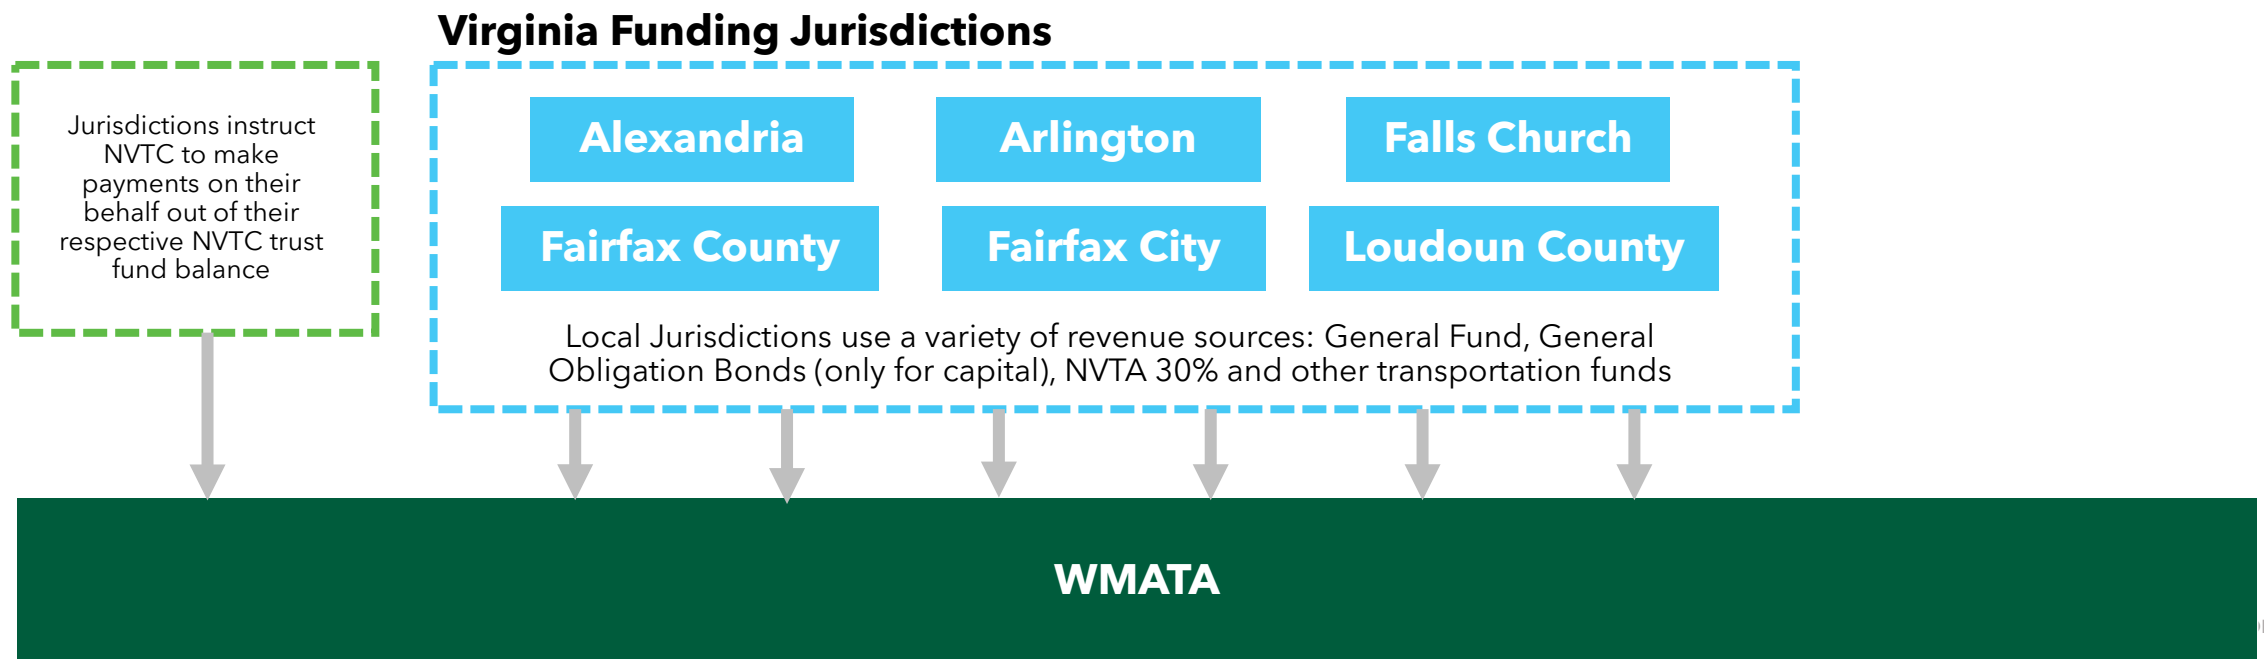 Virginia Funding Jurisdictions
Jurisdictions instruct
NVTC to make
payments on their
behalf out of their
respective NVTC trust
fund balance
Alexandria
Arlington
Falls Church
Fairfax County
Fairfax City
Loudoun County
Local Jurisdictions use a variety of revenue sources: General Fund, General
Obligation Bonds (only for capital), NVTA 30% and other transportation funds
WMATA